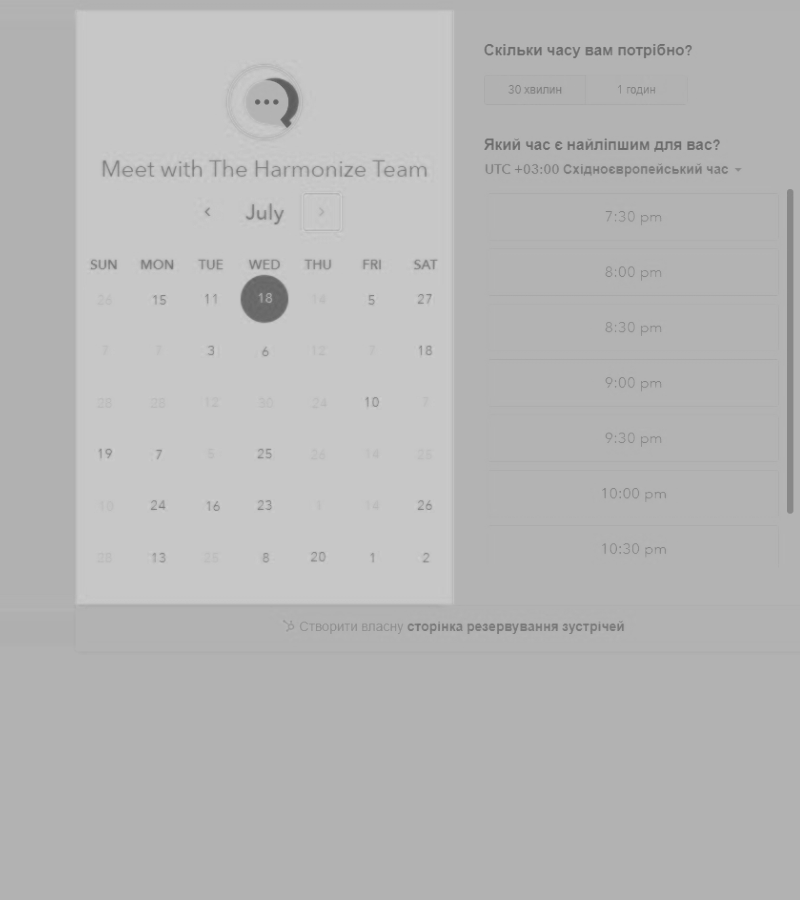 Meet with The Harmonize Team
July
SUN MON TUE WED THU FRI SAT
26 15 11 18 14 5 27
7 7 3 6 12 7 18
28 28 12 30 24 10
19 7 5 25 26 14 25
10 24 16 23 1 14 26
28 13 25 8 20 1 2
Скільки часу вам потрібно?
30 хвилин 1 годин
Який час є найліпшим для вас?
UTC +03:00 Східноєвропейський час
7:30 pm
8:00 pm
8:30 pm
9:00 pm
9:30 pm
10:00 pm
10:30 pm
Створити власну сторінка резервування зустрічей